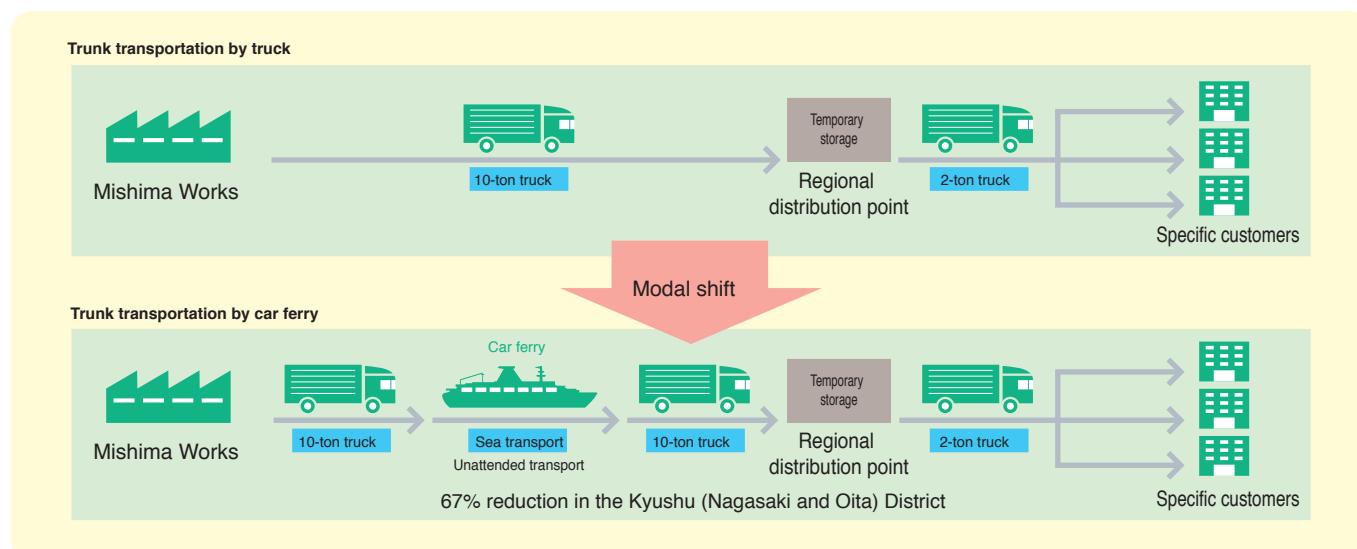 Trunk transportation by truck
Mishima Works
10-ton truck
Temporary
storage
Regional
distribution point
2-ton truck
Specific customers
Modal shift
Trunk transportation by car ferry
Mishima Works
10-ton truck
Car ferry
Sea transport
Unattended transport
10-ton truck
Temporary
storage
Regional
distribution point
2-ton truck
Specific customers
67% reduction in the Kyushu (Nagasaki and Oita) District